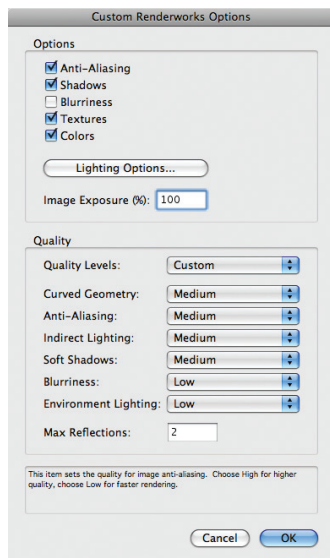 Custom Renderworks Options
Options
Anti-Aliasing
Shadows
Blurriness
Textures
Colors
Lighting Options...
Image Exposure (%): 100
Quality
Quality Levels: Custom
Curved Geometry: Medium
Anti-Aliasing: Medium
Indirect Lighting: Medium
Soft Shadows: Medium
Blurriness: Low
Environment Lighting: Low
Max Reflections: 2
This item sets the quality for image anti-aliasing. Choose High for higher
quality, choose Low for faster rendering.
Cancel OK